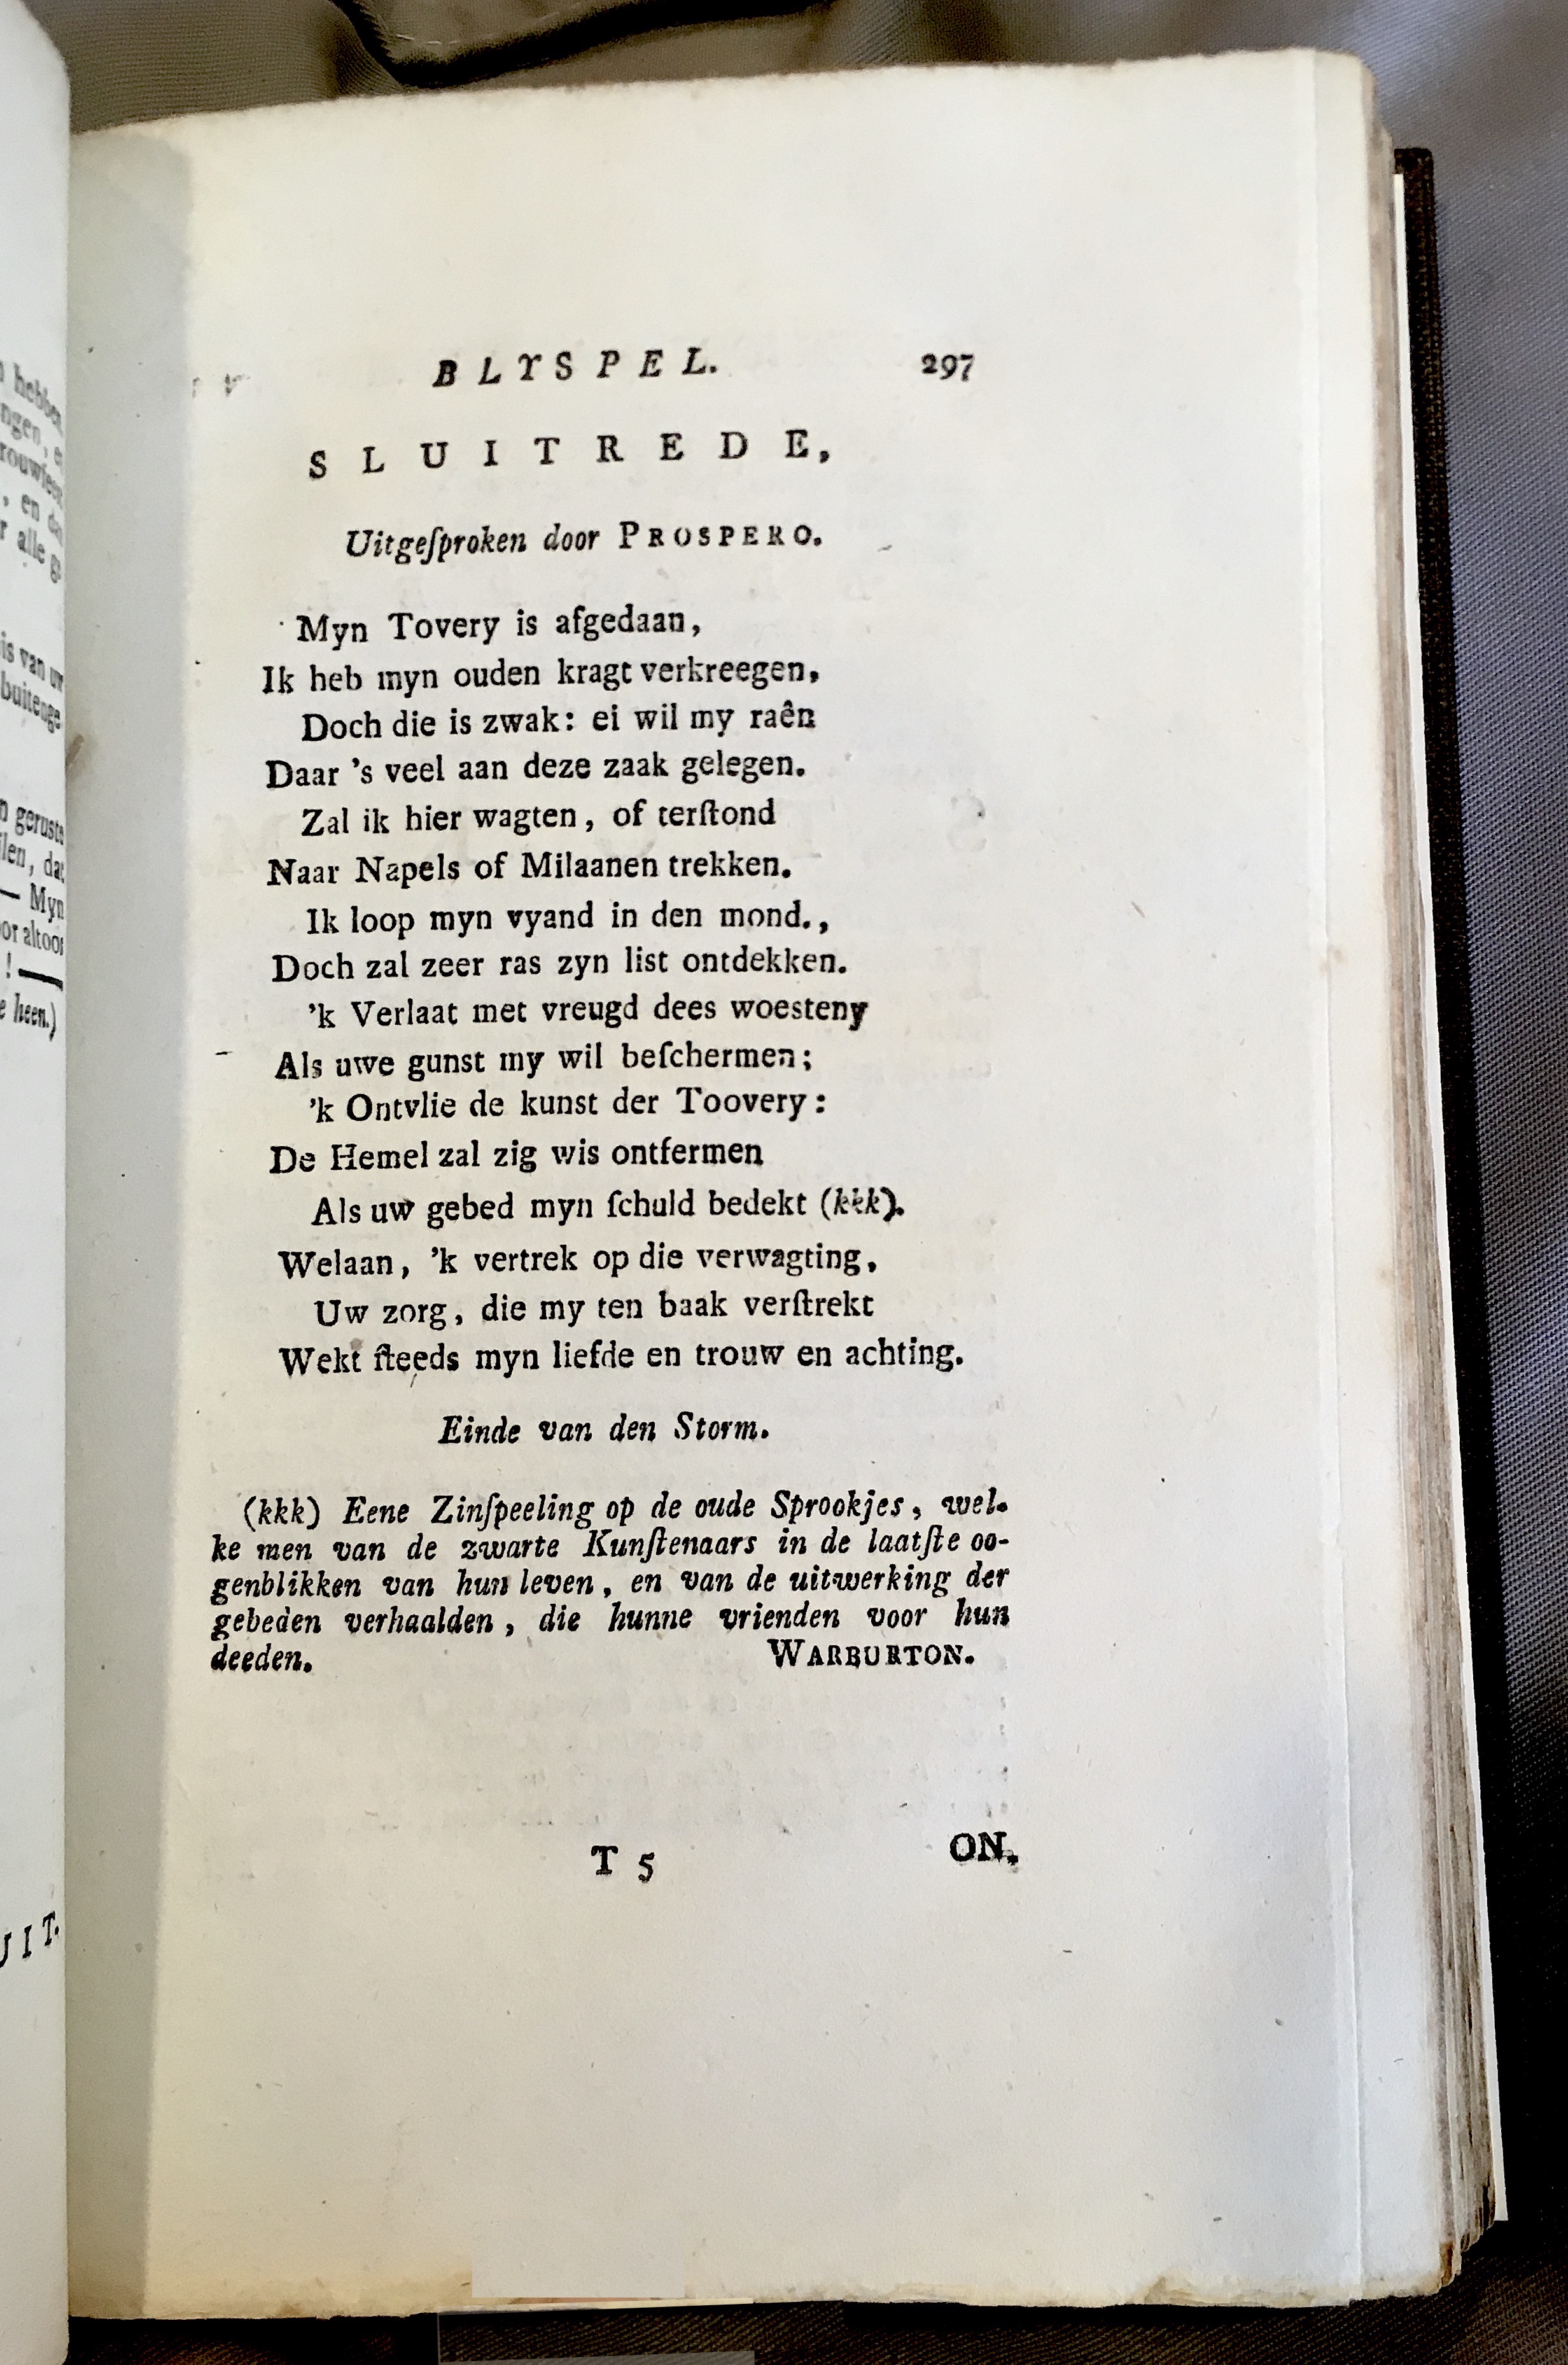 hebben
BLYSPEL. 297
SLUITREDE,
Uitgeſproken door PROSPERO.
Myn Tovery is afgedaan,
Ik heb myn ouden kragt verkreegen,
Doch die is zwak: ei wil my raên
Daar 's veel aan deze zaak gelegen.
Zal ik hier wagten, of terſtond
Naar Napels of Milaanen trekken.
Ik loop myn vyand in den mond.,
Doch zal zeer ras zyn list ontdekken.
'k Verlaat met vreugd dees woesteny
Als uwe gunst my wil beſchermen;
'k Ontvlie de kunst der Toovery:
De Hemel zal zig wis ontfermen
Als uw gebed myn ſchuld bedekt (kkk).
Welaan, 'k vertrek op die verwagting,
Uw zorg, die my ten baak verſtrekt
Wekt ſteeds myn liefde en trouw en achting.
Einde van den Storm.
(kkk) Eene Zinſpeeling op de oude Sprookjes, wel-
ke men van de zwarte Kunſtenaars in de laatſte oo-
genblikken van hun leven, en van de uitwerking der
gebeden verhaalden, die hunne vrienden voor hun
deeden. WARBURTON.
T 5 ON.